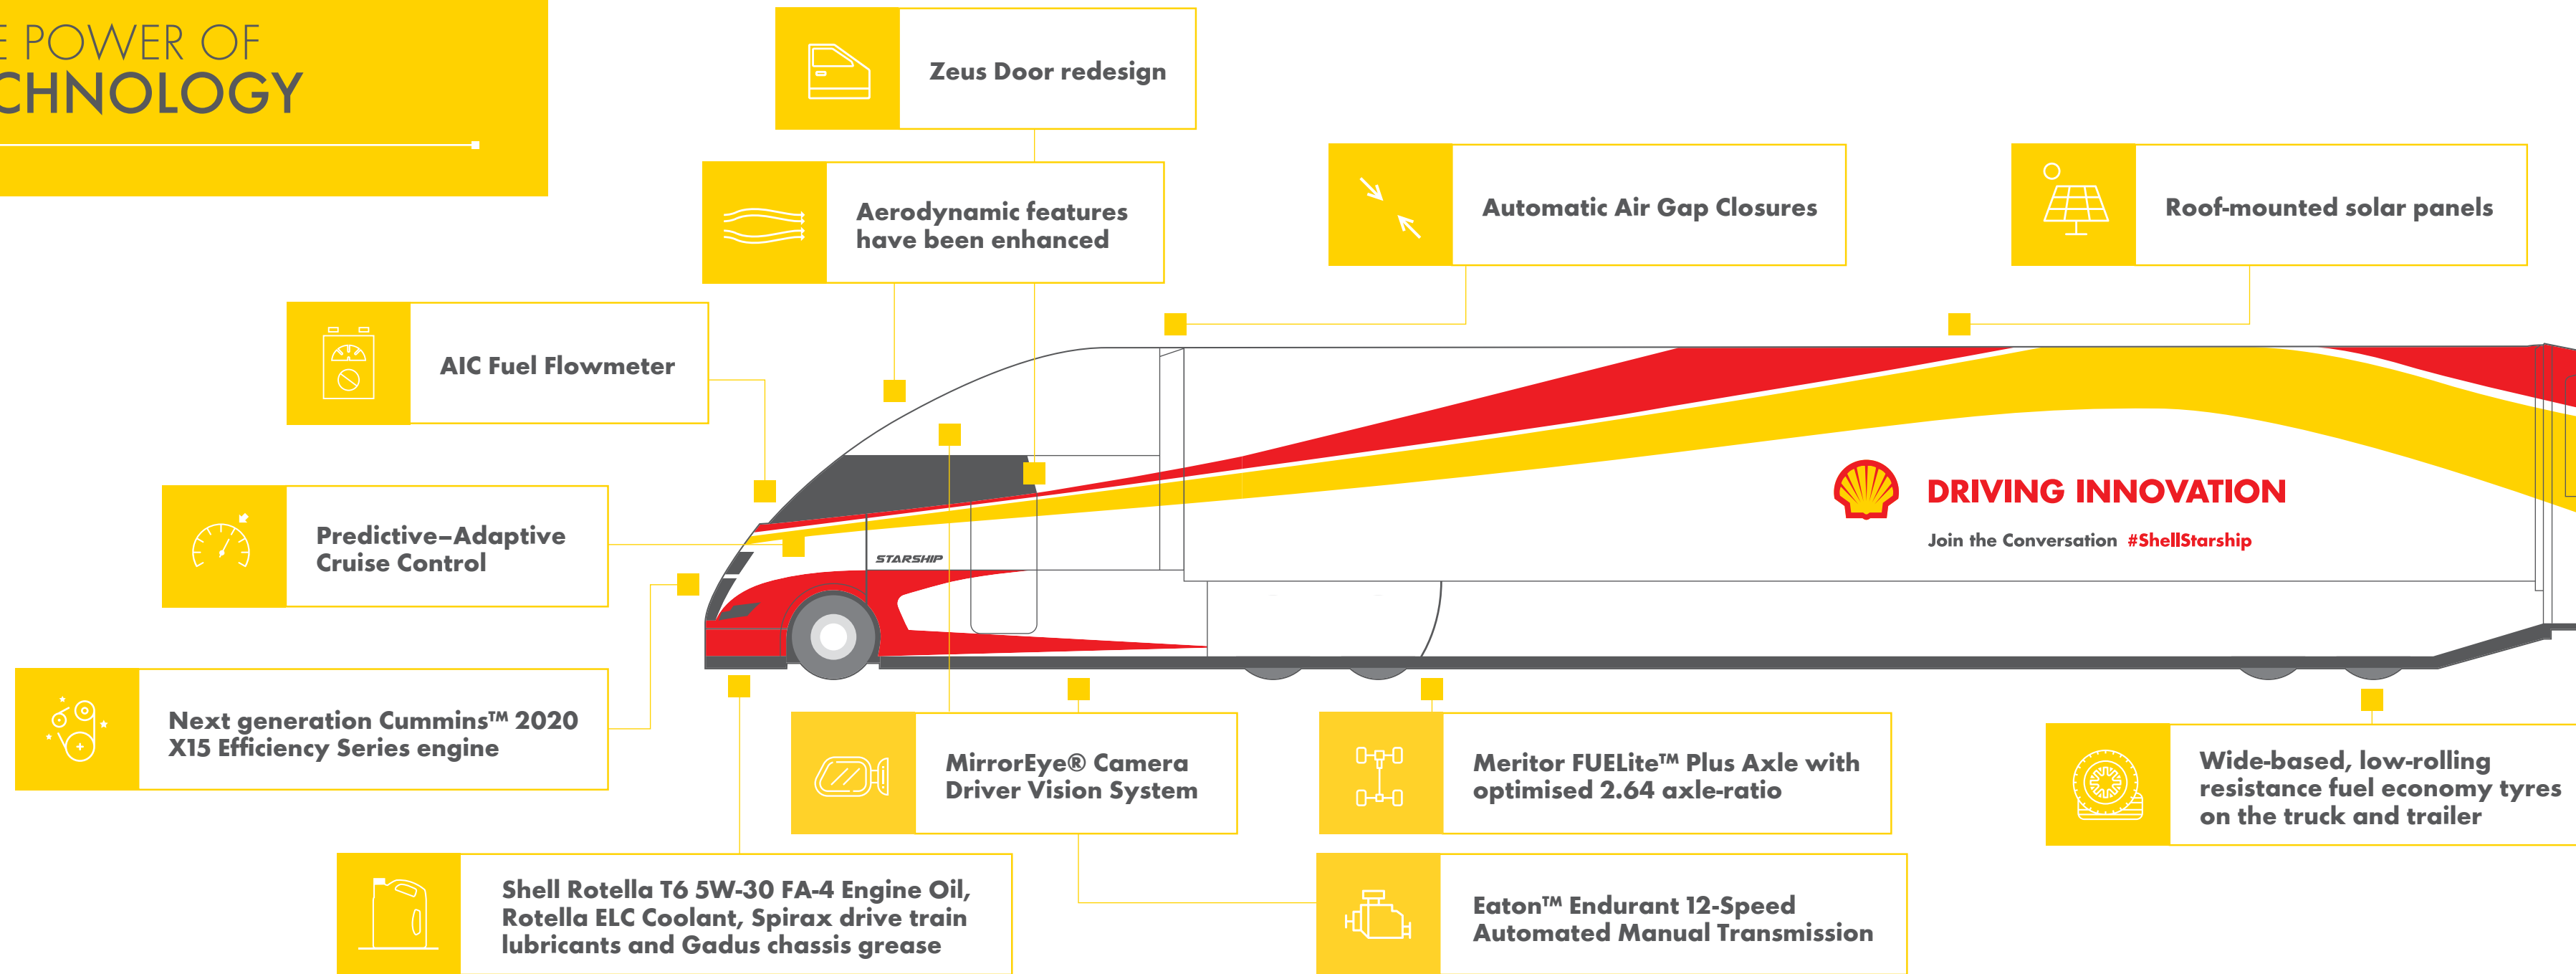 E POWER OF
CHNOLOGY
Zeus Door redesign
Aerodynamic features
have been enhanced
Automatic Air Gap Closures
Roof-mounted solar panels
AIC Fuel Flowmeter
Predictive–Adaptive
Cruise Control
STARSHIP
DRIVING INNOVATION
Join the Conversation #ShellStarship
Next generation Cummins™ 2020
X15 Efficiency Series engine
MirrorEye® Camera
Driver Vision System
Meritor FUELite™ Plus Axle with
optimised 2.64 axle-ratio
Wide-based, low-rolling
resistance fuel economy tyres
on the truck and trailer
Shell Rotella T6 5W-30 FA-4 Engine Oil,
Rotella ELC Coolant, Spirax drive train
lubricants and Gadus chassis grease
Eaton™ Endurant 12-Speed
Automated Manual Transmission